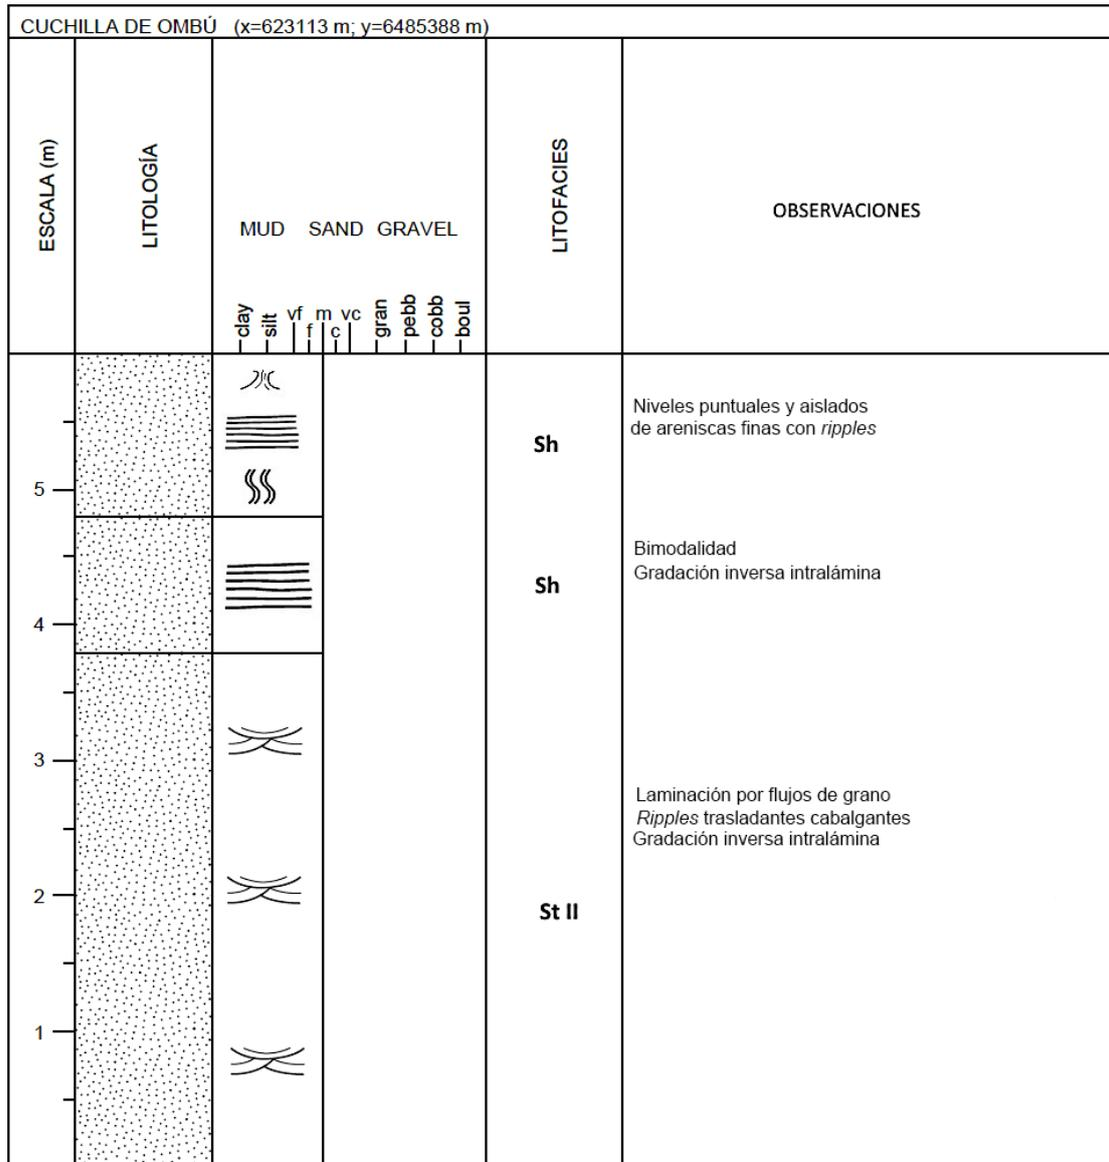 CUCHILLA DE OMBÚ (x=623113 m; y=6485388 m)
ESCALA (m)
LITOLOGÍA
MUD SAND GRAVEL
clay
silt
vf
f
m
c
vc
gran
pebb
cobb
boul
LITOFACIES
OBSERVACIONES
Niveles puntuales y aislados
de areniscas finas con ripples
Sh
5
Bimodalidad
Gradación inversa intralámina
Sh
4
3
Laminación por flujos de grano
Ripples trasladantes cabalgantes
Gradación inversa intralámina
2
St II
1